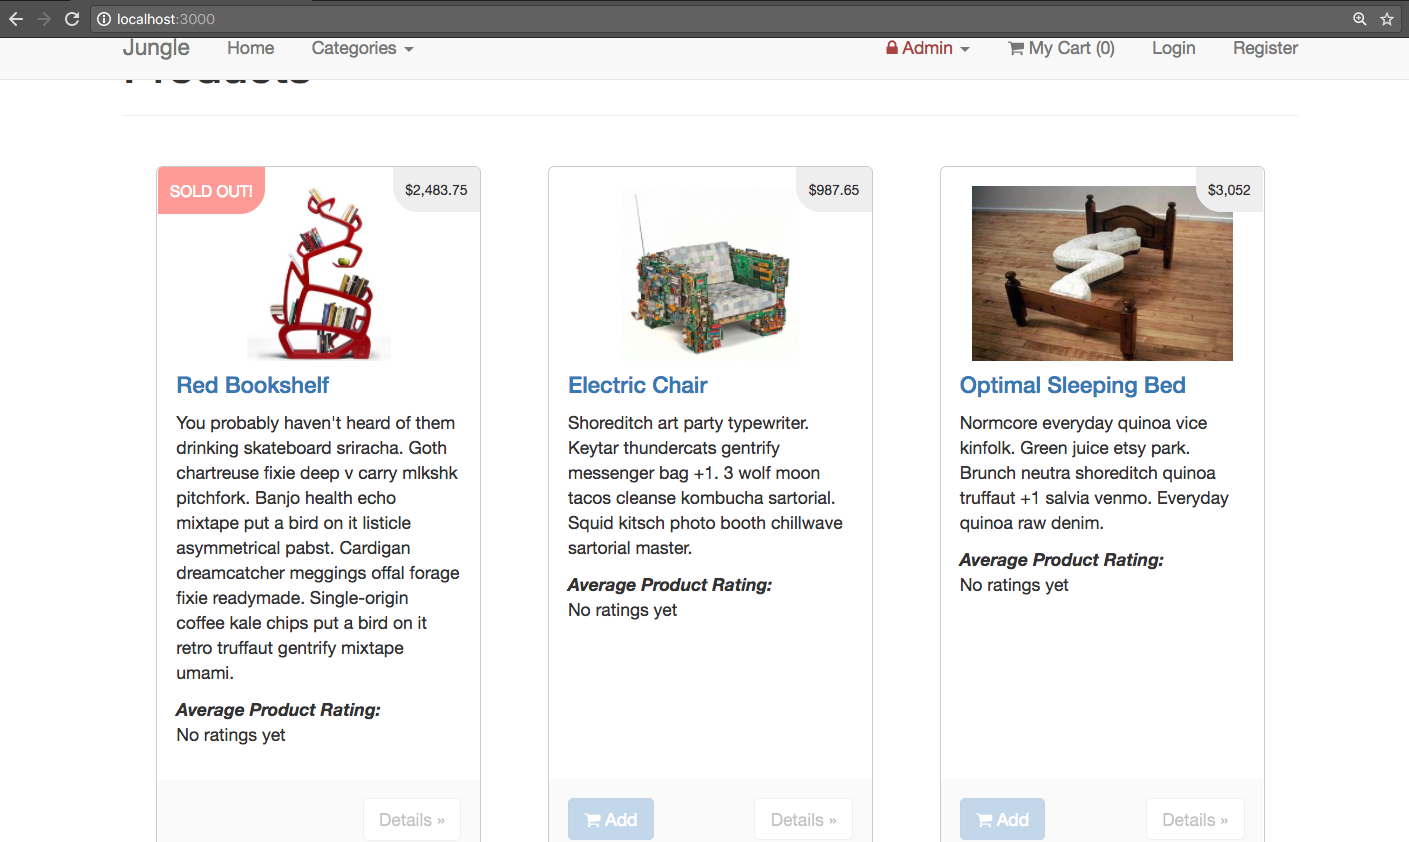 localhost:3000
Jungle Home Categories Admin My Cart (0) Login Register
Products
SOLD OUT!
$2,483.75
Red Bookshelf
You probably haven't heard of them
drinking skateboard sriracha. Goth
chartreuse fixie deep v carry mlkshk
pitchfork. Banjo health echo
mixtape put a bird on it listicle
asymmetrical pabst. Cardigan
dreamcatcher meggings offal forage
fixie readymade. Single-origin
coffee kale chips put a bird on it
retro truffaut gentrify mixtape
umami.
Average Product Rating:
No ratings yet
Details »
$987.65
Electric Chair
Shoreditch art party typewriter.
Keytar thundercats gentrify
messenger bag +1. 3 wolf moon
tacos cleanse kombucha sartorial.
Squid kitsch photo booth chillwave
sartorial master.
Average Product Rating:
No ratings yet
Add Details »
$3,052
Optimal Sleeping Bed
Normcore everyday quinoa vice
kinfolk. Green juice etsy park.
Brunch neutra shoreditch quinoa
truffaut +1 salvia venmo. Everyday
quinoa raw denim.
Average Product Rating:
No ratings yet
Add Details »